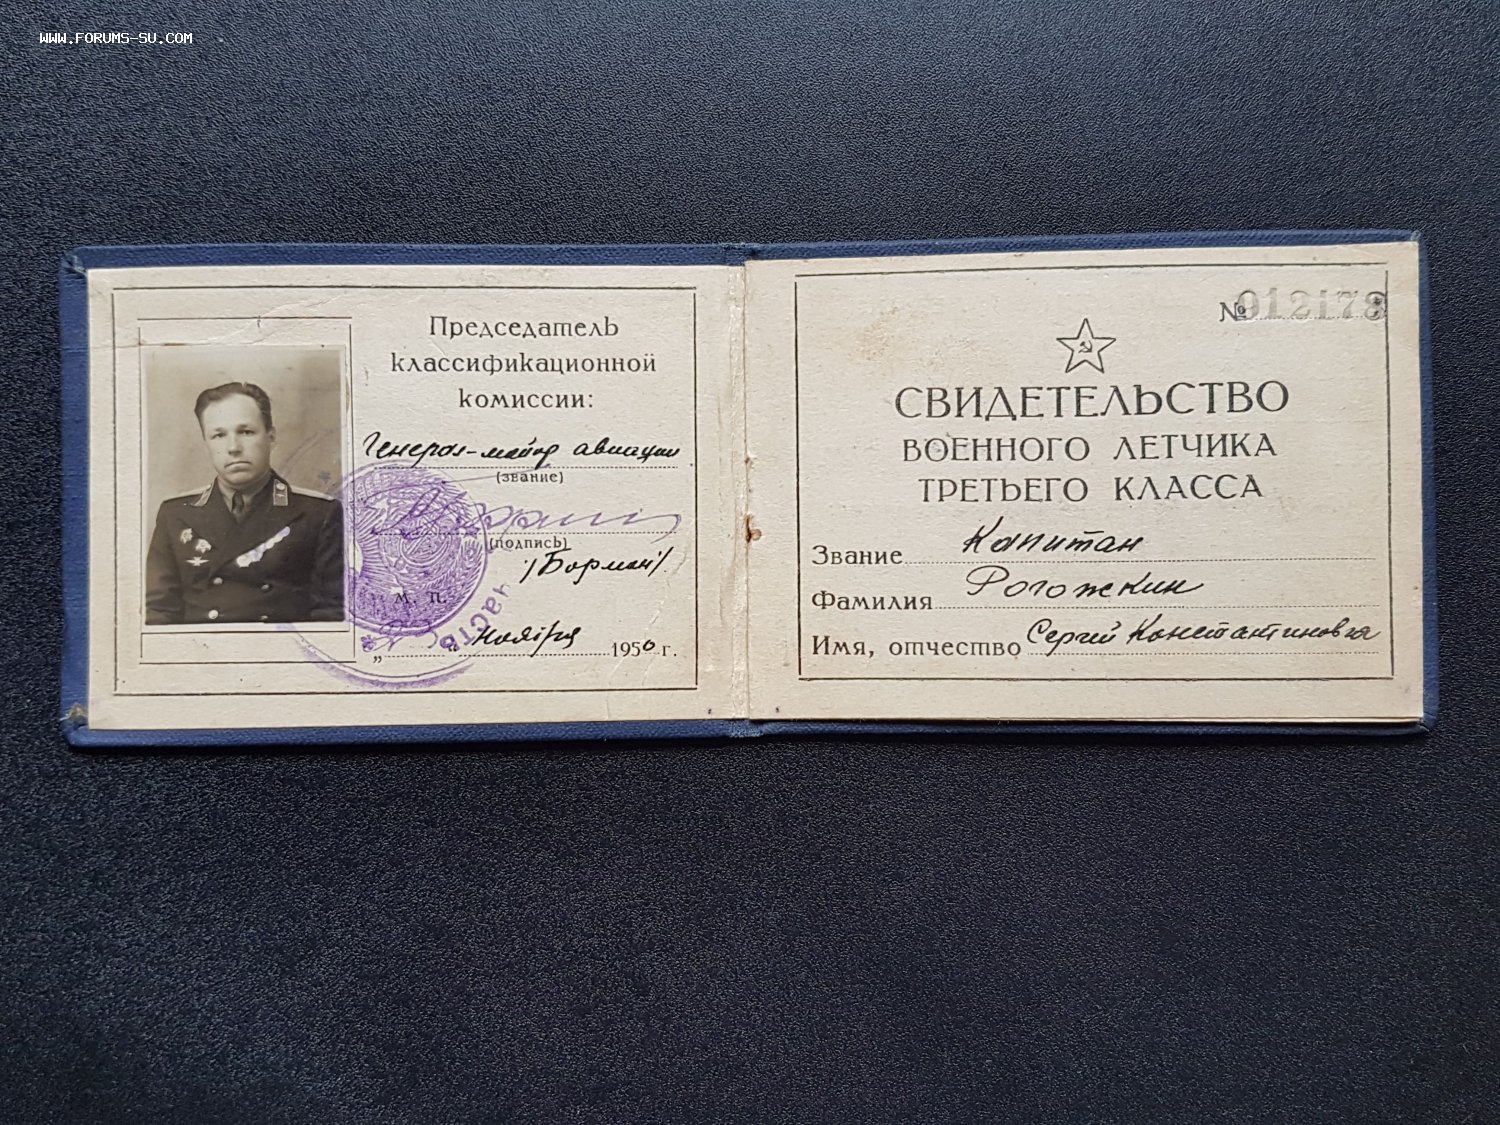 WWW.FORUMS-SU.COM
Председатель
классификационной
комиссии:
Генерал-майор авиации
(звание)
(подпись)
/Борман/
М. п.
часть
„ “ Ноября 1950 г.
№ 012178
СВИДЕТЕЛЬСТВО
ВОЕННОГО ЛЕТЧИКА
ТРЕТЬЕГО КЛАССА
Звание Капитан
Фамилия Рогожкин
Имя, отчество Сергей Константинович